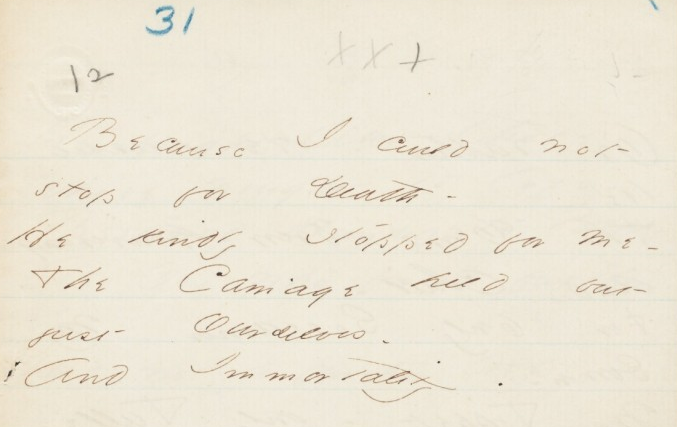 31
x x x
12
Because I could not
stop for Death -
He kindly stopped for me -
The Carriage held but
just Ourselves -
And Immortality .